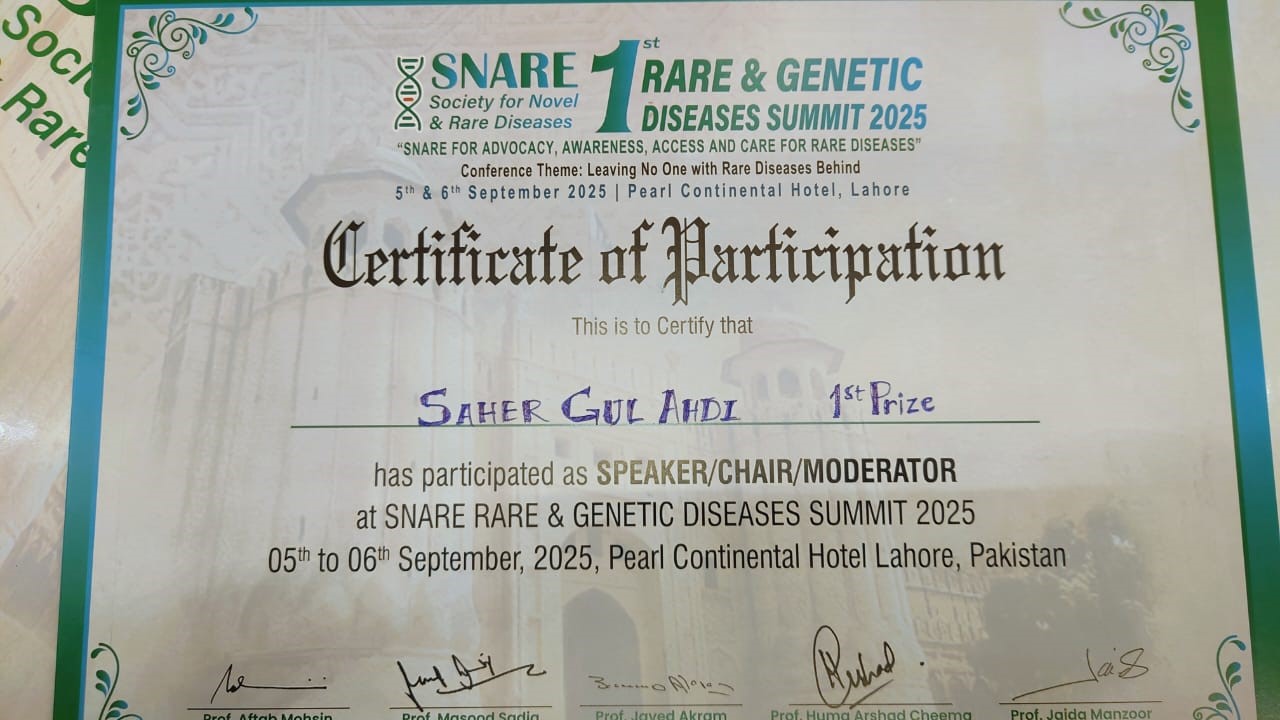 Soci
Rare
SNARE
Society for Novel
& Rare Diseases
1st RARE & GENETIC
DISEASES SUMMIT 2025
“SNARE FOR ADVOCACY, AWARENESS, ACCESS AND CARE FOR RARE DISEASES”
Conference Theme: Leaving No One with Rare Diseases Behind
5th & 6th September 2025 | Pearl Continental Hotel, Lahore
Certificate of Participation
This is to Certify that
SAHER GUL AHDI 1st Prize
has participated as SPEAKER/CHAIR/MODERATOR
at SNARE RARE & GENETIC DISEASES SUMMIT 2025
05th to 06th September, 2025, Pearl Continental Hotel Lahore, Pakistan
Prof. Aftab Mohsin Prof. Masood Sadiq Prof. Javed Akram Prof. Huma Arshad Cheema Prof. Jaida Manzoor